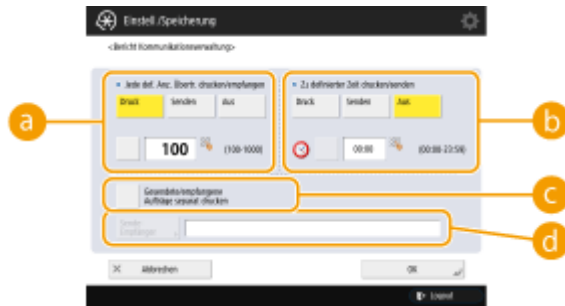 Einstell./Speicherung
<Bericht Kommunikationsverwaltung>
Jede def. Anz. Übertr. drucken/empfangen
Druck Senden Aus
100 (100-1000)
Zu definierter Zeit drucken/senden
Druck Senden Aus
00:00 (00:00-23:59)
Gesendete/empfangene
Aufträge separat drucken
Sende
Empfänger
Abbrechen OK
Logout
a
b
c
d